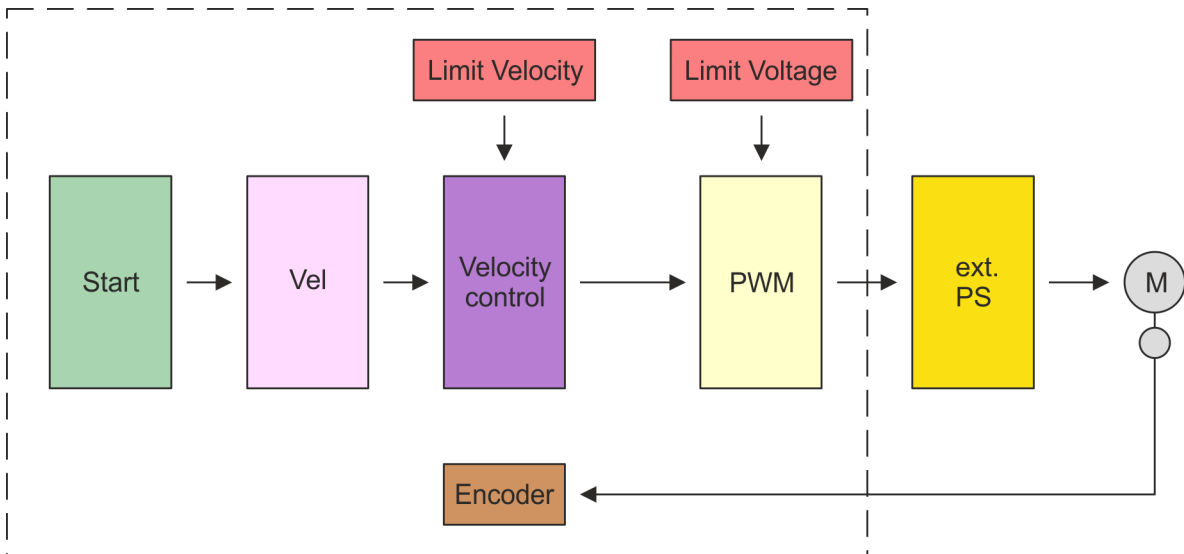 Limit Velocity
Limit Voltage
Start
Vel
Velocity
control
PWM
ext.
PS
M
Encoder